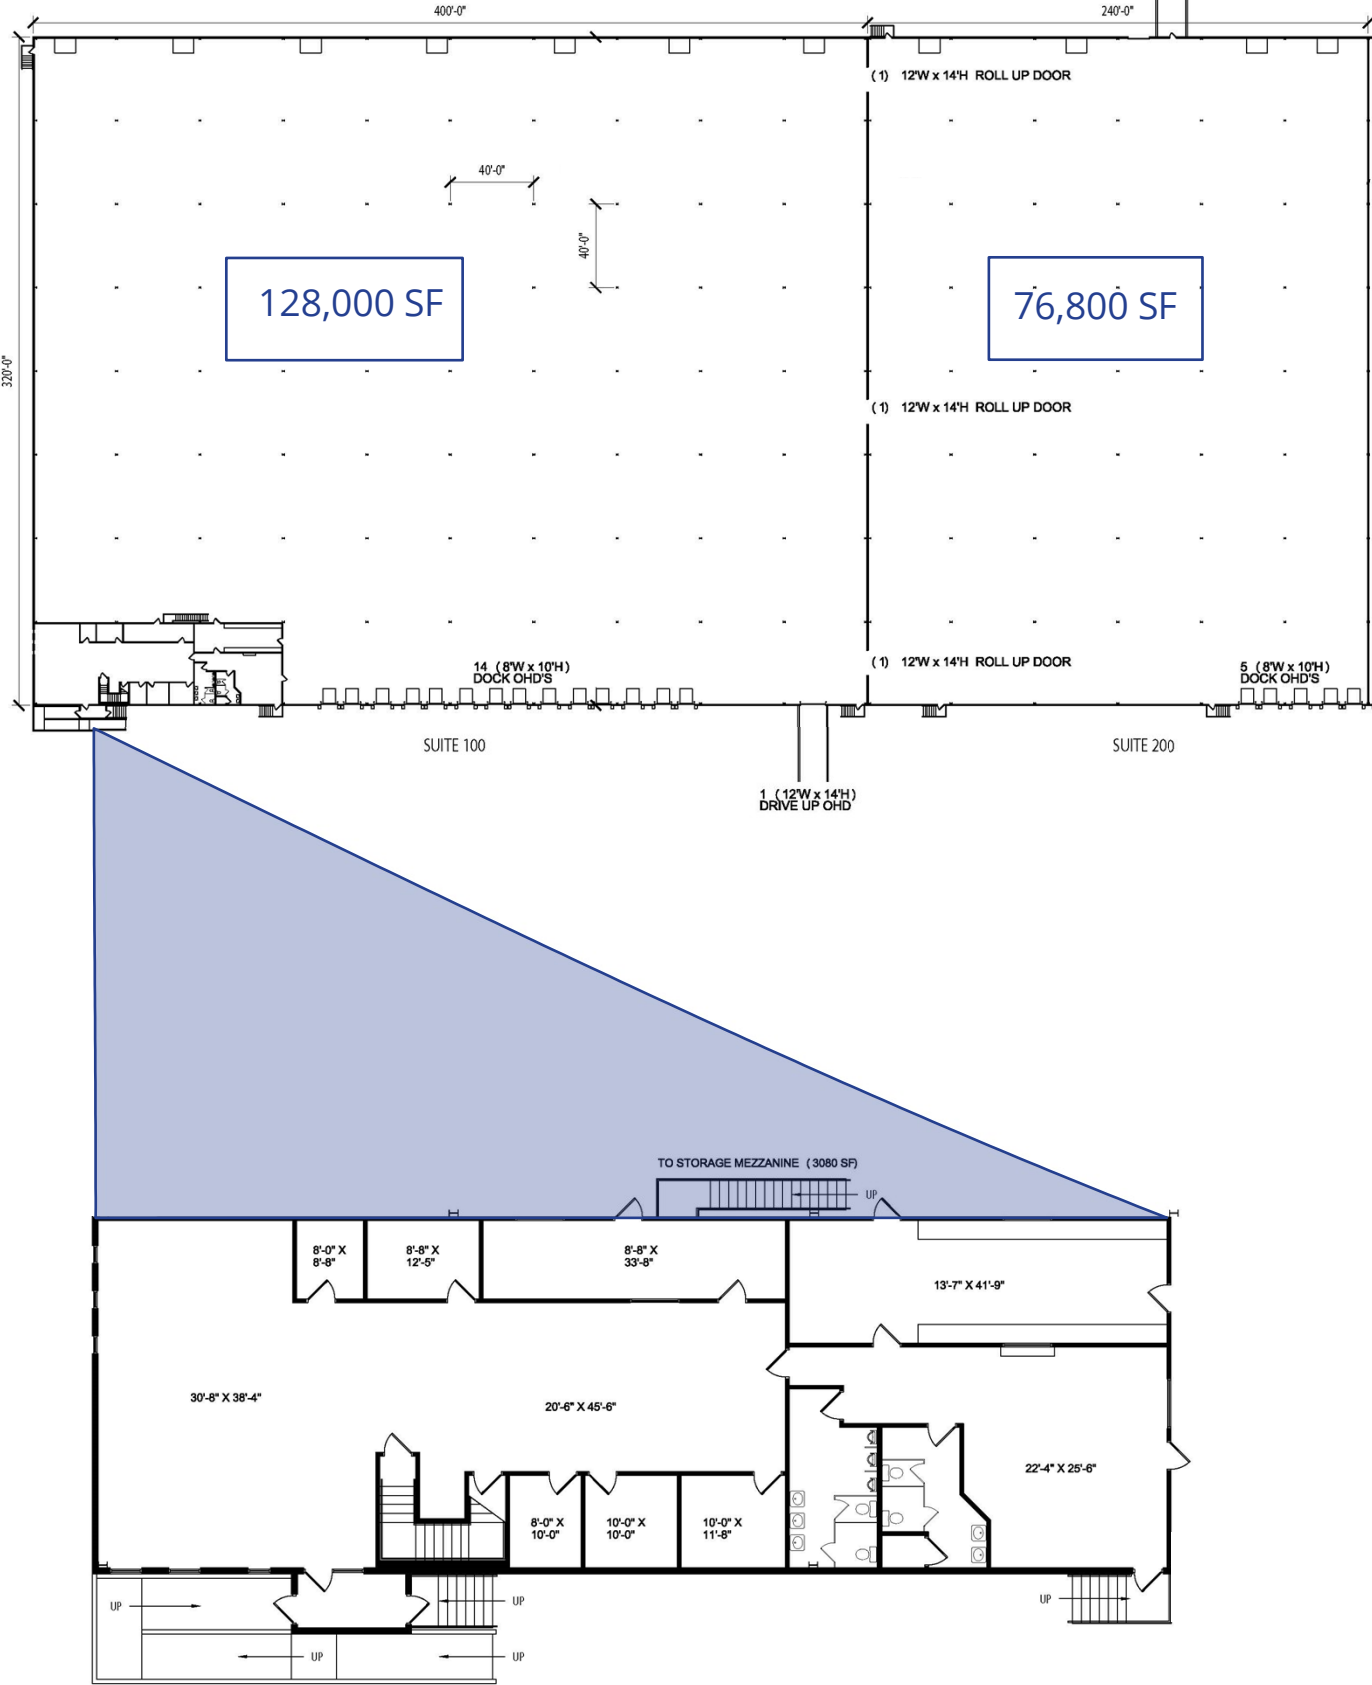 400'-0"
240'-0"
(1) 12'W x 14'H ROLL UP DOOR
40'-0"
40'-0"
128,000 SF
76,800 SF
320'-0"
(1) 12'W x 14'H ROLL UP DOOR
(1) 12'W x 14'H ROLL UP DOOR
14 (8'W x 10'H)
DOCK OHD'S
5 (8'W x 10'H)
DOCK OHD'S
SUITE 100
SUITE 200
1 (12'W x 14'H)
DRIVE UP OHD
TO STORAGE MEZZANINE (3080 SF)
UP
8'-0" X
8'-8"
8'-8" X
12'-5"
8'-8" X
33'-8"
13'-7" X 41'-9"
30'-8" X 38'-4"
20'-6" X 45'-6"
22'-4" X 25'-6"
8'-0" X
10'-0"
10'-0" X
10'-0"
10'-0" X
11'-8"
UP
UP
UP
UP
UP